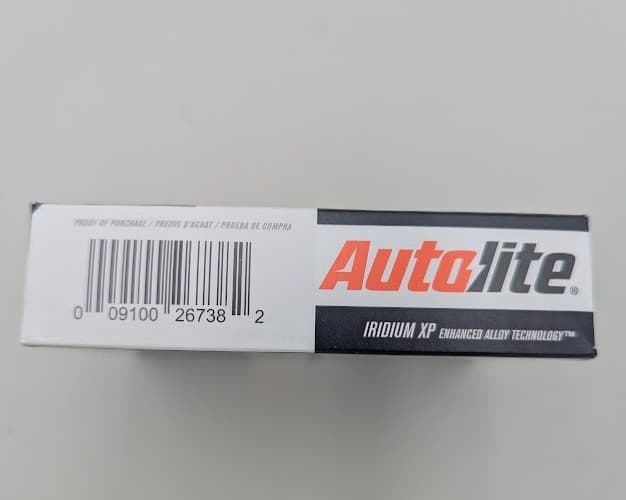 PROOF OF PURCHASE / PREUVE D'ACHAT / PRUEBA DE COMPRA
0 09100 26738 2
Autolite®
IRIDIUM XP ENHANCED ALLOY TECHNOLOGY™